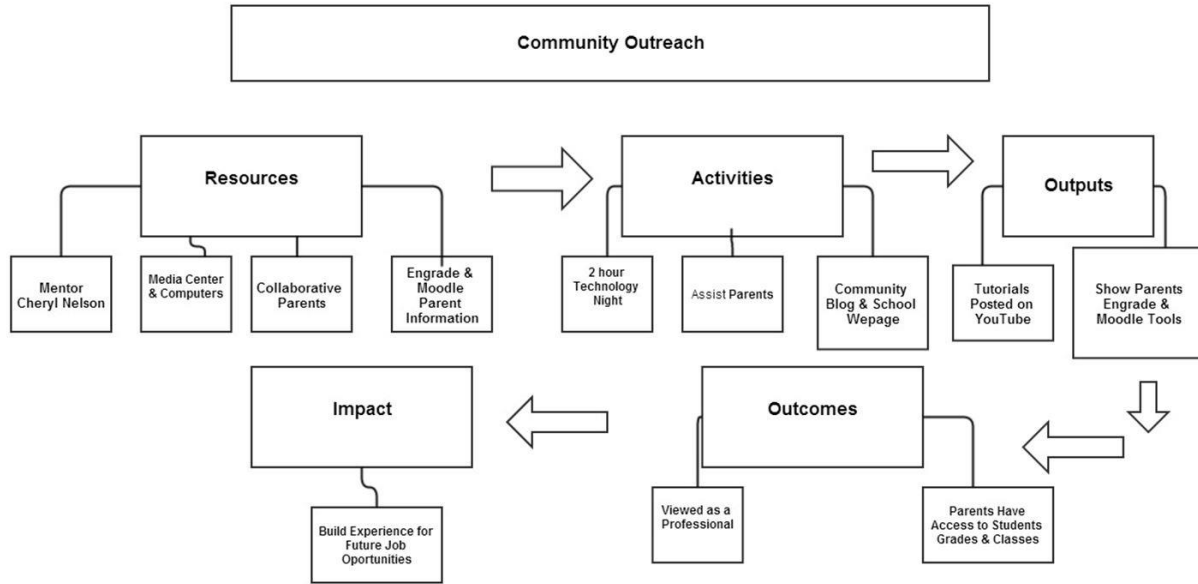 Community Outreach
Resources
Activities
Outputs
Mentor
Cheryl Nelson
Media Center
& Computers
Collaborative
Parents
Engrade &
Moodle
Parent
Information
2 hour
Technology
Night
Assist Parents
Community
Blog & School
Wepage
Tutorials
Posted on
YouTube
Show Parents
Engrade &
Moodle Tools
Impact
Outcomes
Build Experience for
Future Job
Oportunities
Viewed as a
Professional
Parents Have
Access to Students
Grades & Classes